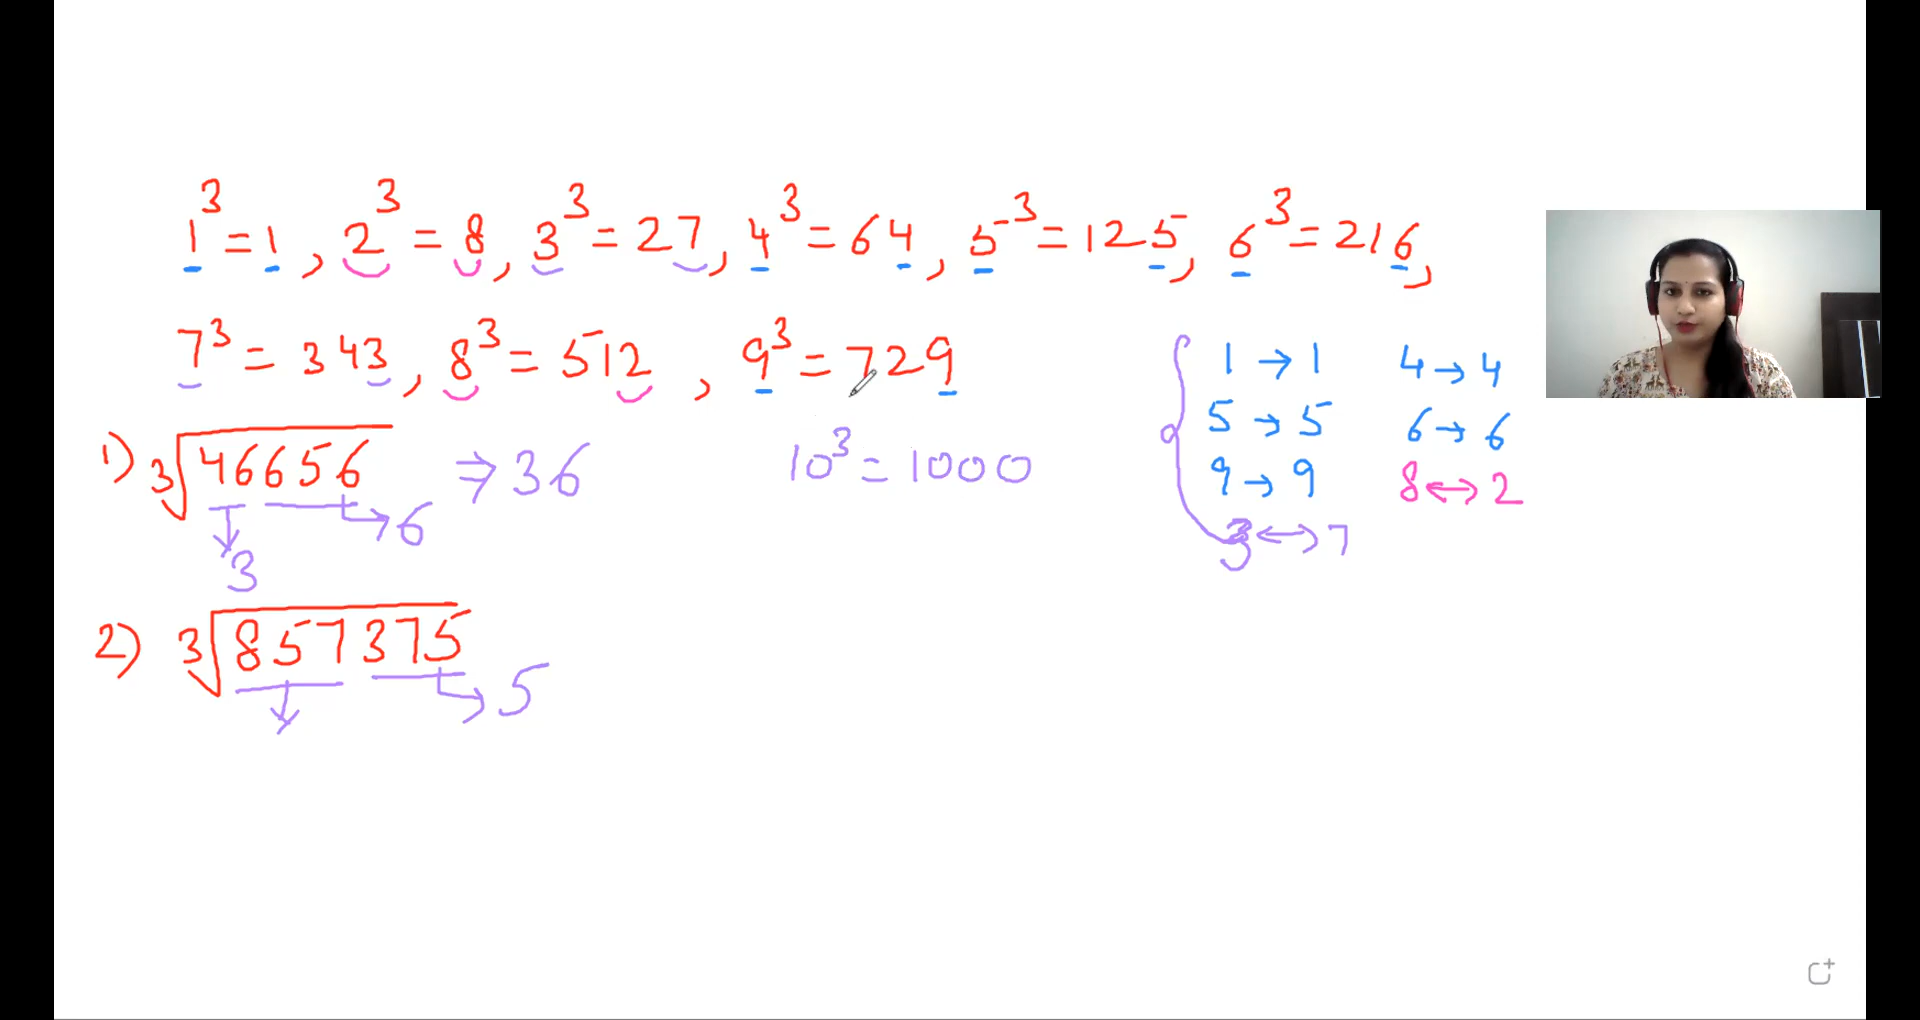 1³ = 1 , 2³ = 8 , 3³ = 27 , 4³ = 64 , 5³ = 125 , 6³ = 216 ,
7³ = 343 , 8³ = 512 , 9³ = 729
10³ = 1000
1 → 1 4 → 4
5 → 5 6 → 6
9 → 9 8 ↔ 2
3 ↔ 7
1) ³√46656 ⇒ 36
→ 6
↓
3
2) ³√857375
→ 5
↓